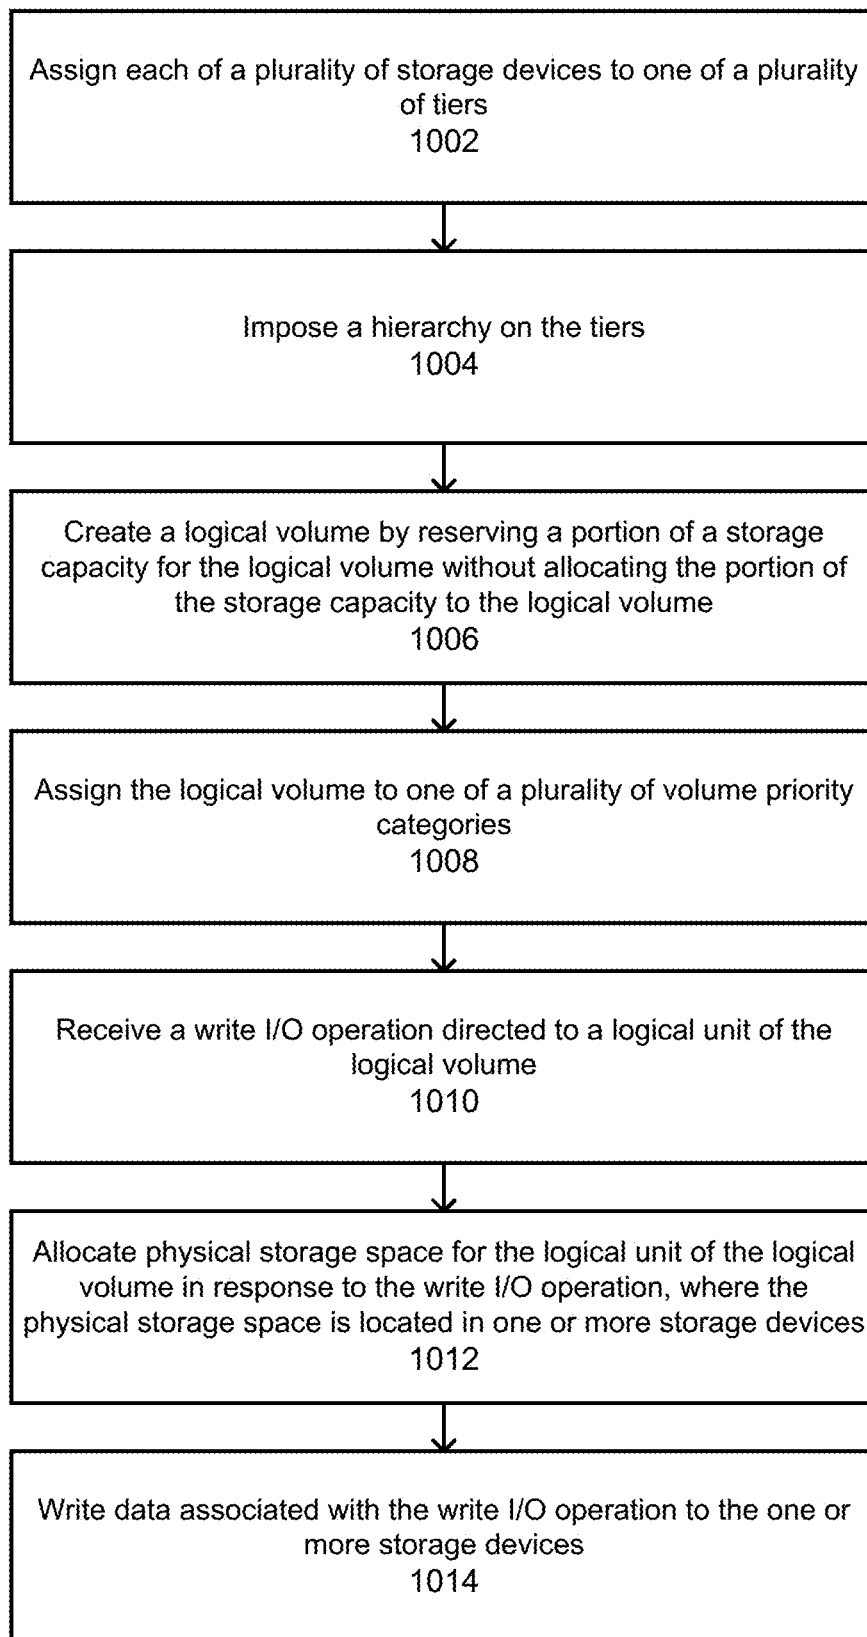 Assign each of a plurality of storage devices to one of a plurality
of tiers
1002
Impose a hierarchy on the tiers
1004
Create a logical volume by reserving a portion of a storage
capacity for the logical volume without allocating the portion of
the storage capacity to the logical volume
1006
Assign the logical volume to one of a plurality of volume priority
categories
1008
Receive a write I/O operation directed to a logical unit of the
logical volume
1010
Allocate physical storage space for the logical unit of the logical
volume in response to the write I/O operation, where the
physical storage space is located in one or more storage devices
1012
Write data associated with the write I/O operation to the one or
more storage devices
1014